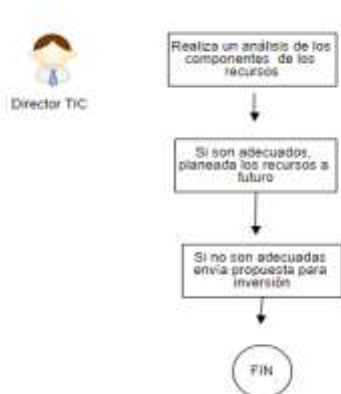 Realiza un análisis de los
componentes de los
recursos
Director TIC
Si son adecuados,
planeada los recursos a
futuro
Si no son adecuadas
envía propuesta para
inversión
FIN